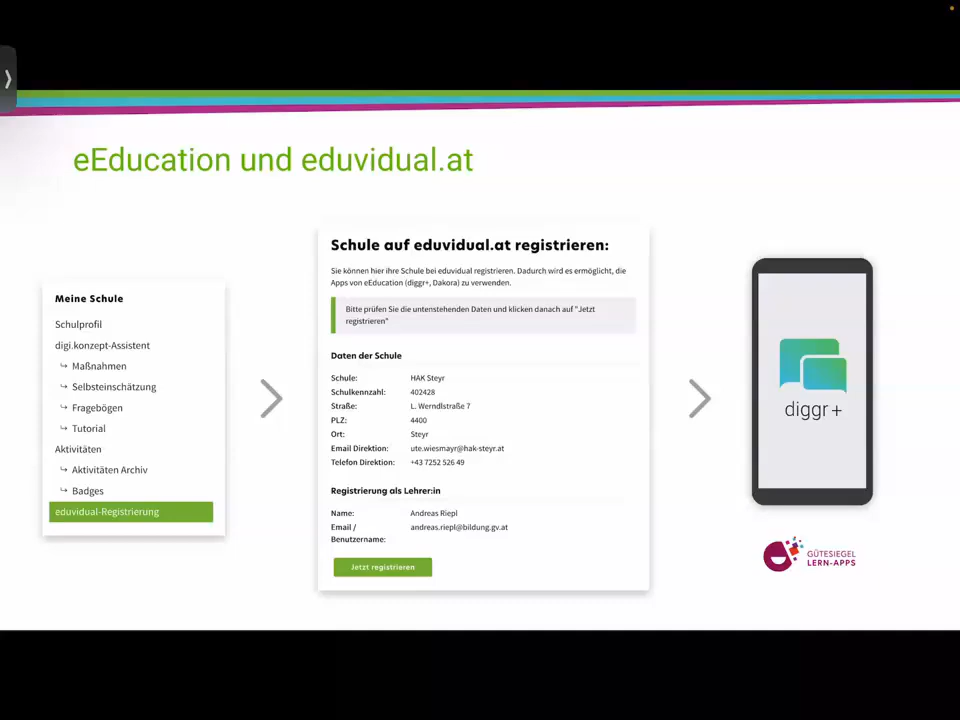 eEducation und eduvidual.at
Meine Schule
Schulprofil
digi.konzept-Assistent
↪ Maßnahmen
↪ Selbsteinschätzung
↪ Fragebögen
↪ Tutorial
Aktivitäten
↪ Aktivitäten Archiv
↪ Badges
eduvidual-Registrierung
Schule auf eduvidual.at registrieren:
Sie können hier ihre Schule bei eduvidual registrieren. Dadurch wird es ermöglicht, die
Apps von eEducation (diggr+, Dakora) zu verwenden.
Bitte prüfen Sie die untenstehenden Daten und klicken danach auf "Jetzt
registrieren"
Daten der Schule
Schule: HAK Steyr
Schulkennzahl: 402428
Straße: L. Werndlstraße 7
PLZ: 4400
Ort: Steyr
Email Direktion: ute.wiesmayr@hak-steyr.at
Telefon Direktion: +43 7252 526 49
Registrierung als Lehrer:in
Name: Andreas Riepl
Email / andreas.riepl@bildung.gv.at
Benutzername:
Jetzt registrieren
diggr+
GÜTESIEGEL
LERN-APPS